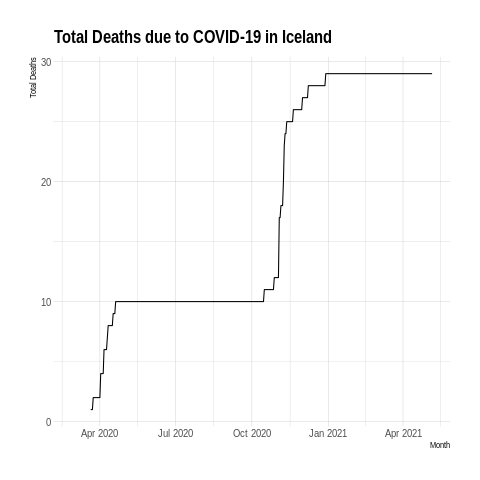 Total Deaths due to COVID-19 in Iceland
Total Deaths
30
20
10
0
Apr 2020 Jul 2020 Oct 2020 Jan 2021 Apr 2021
Month